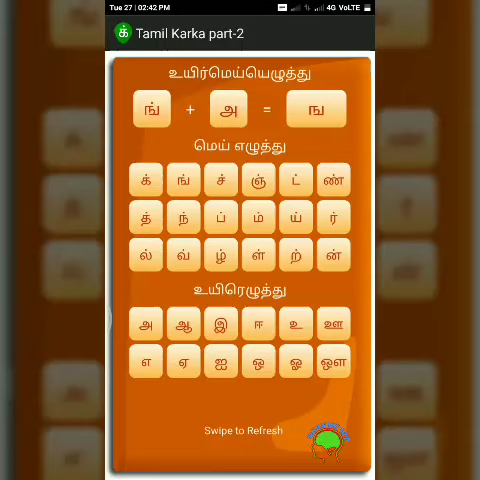 Tue 27 | 02:42 PM 4G VoLTE
க் Tamil Karka part-2
உயிர்மெய்யெழுத்து
ங் + அ = ங
மெய் எழுத்து
க் ங் ச் ஞ் ட் ண்
த் ந் ப் ம் ய் ர்
ல் வ் ழ் ள் ற் ன்
உயிரெழுத்து
அ ஆ இ ஈ உ ஊ
எ ஏ ஐ ஒ ஓ ஔ
Swipe to Refresh